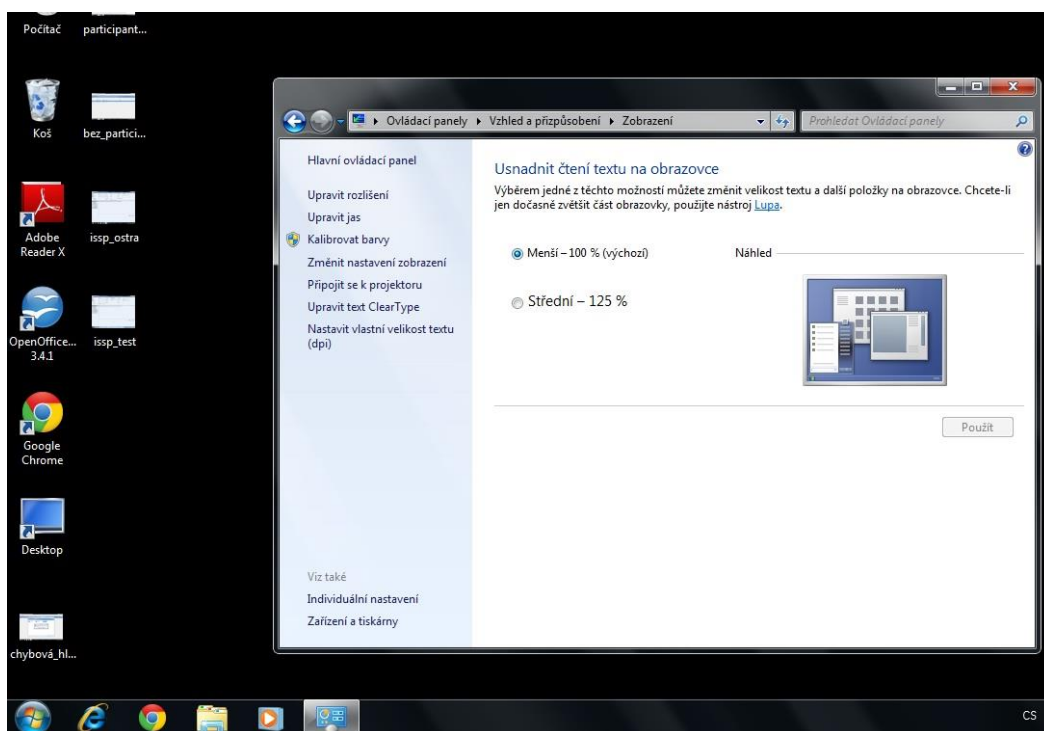 Počítač
participant...
Koš
bez_partici...
Adobe
Reader X
issp_ostra
OpenOffice...
3.4.1
issp_test
Google
Chrome
Desktop
chybová_hl...
Ovládací panely
Vzhled a přizpůsobení
Zobrazení
Prohledat Ovládací panely
Hlavní ovládací panel
Upravit rozlišení
Upravit jas
Kalibrovat barvy
Změnit nastavení zobrazení
Připojit se k projektoru
Upravit text ClearType
Nastavit vlastní velikost textu
(dpi)
Viz také
Individuální nastavení
Zařízení a tiskárny
Usnadnit čtení textu na obrazovce
Výběrem jedné z těchto možností můžete změnit velikost textu a další položky na obrazovce. Chcete-li
jen dočasně zvětšit část obrazovky, použijte nástroj Lupa.
Menší – 100 % (výchozí)
Náhled
Střední – 125 %
Použít
CS